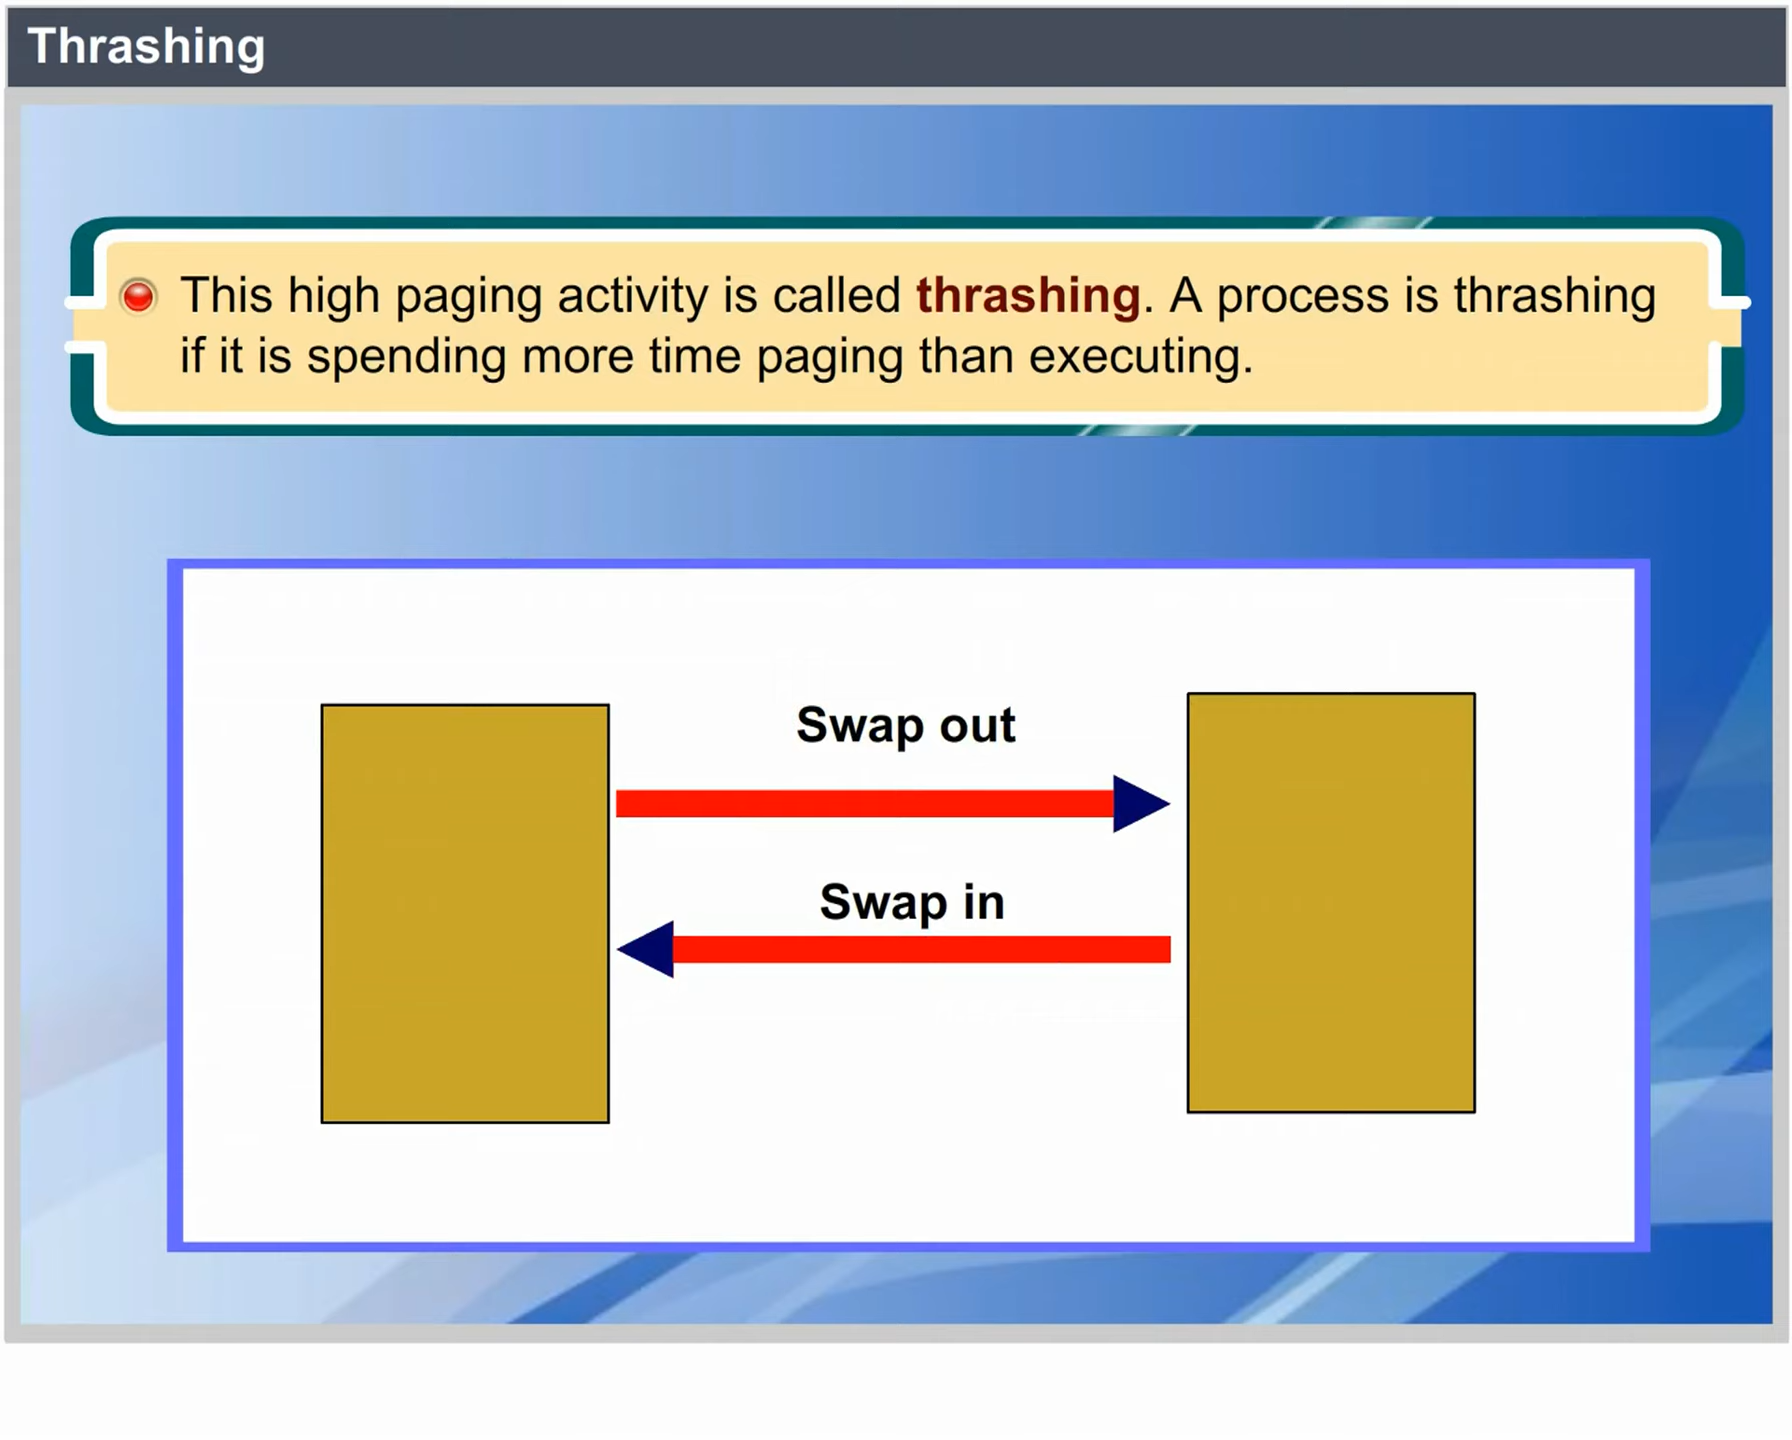 Thrashing
This high paging activity is called thrashing. A process is thrashing
if it is spending more time paging than executing.
Swap out
Swap in